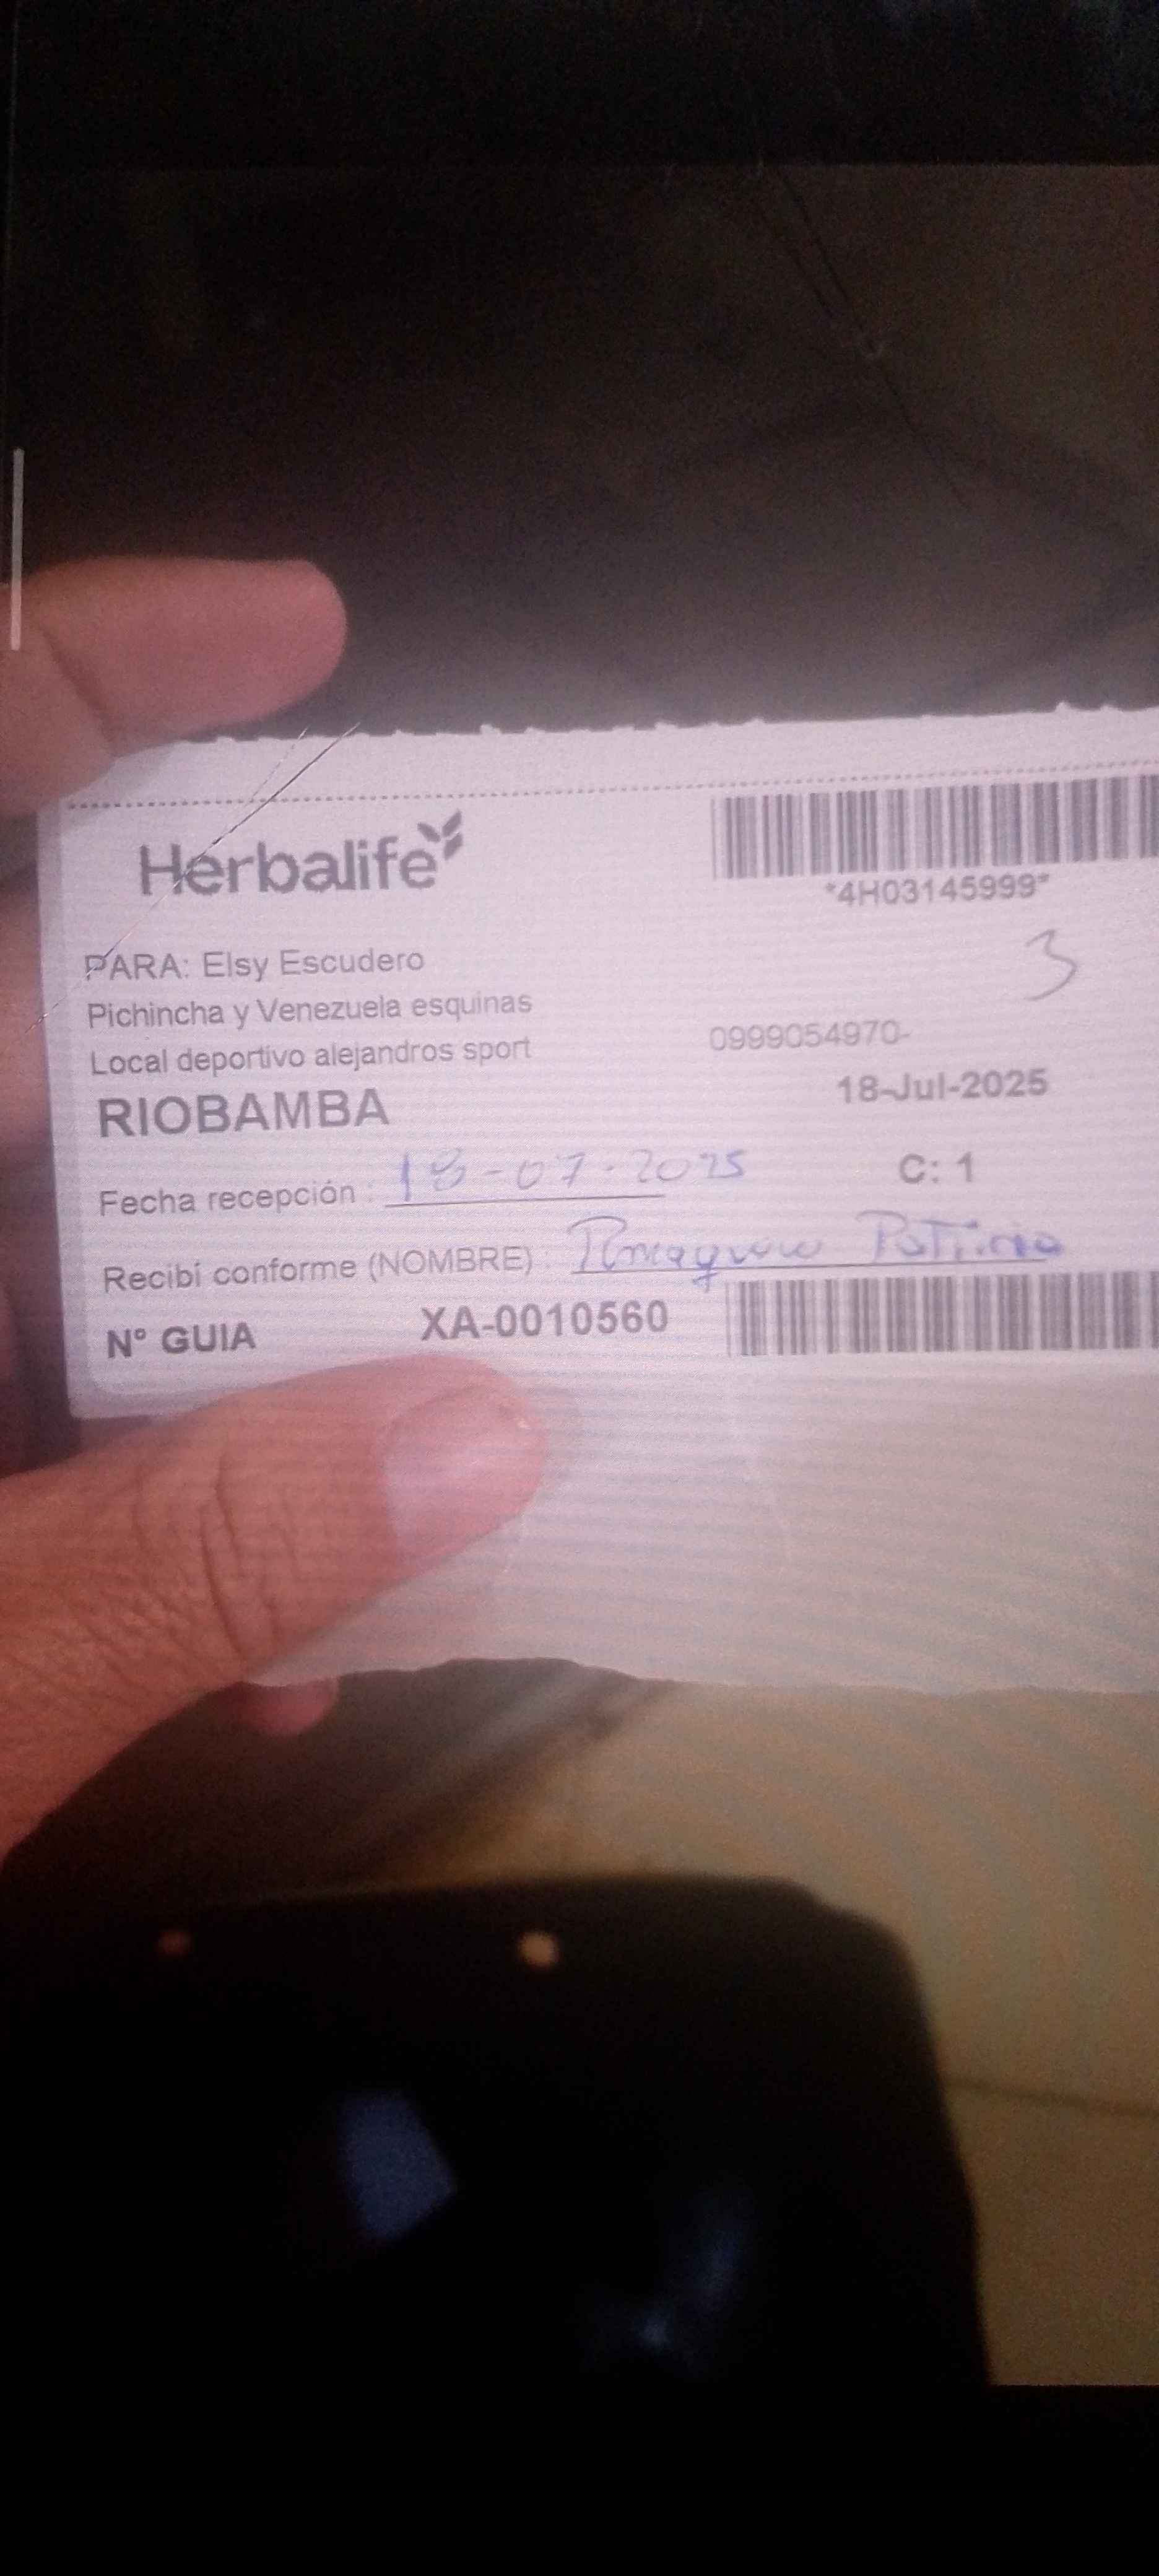 Herbalife
*4H03145999*
3
PARA: Elsy Escudero
Pichincha y Venezuela esquinas
Local deportivo alejandros sport
0999054970-
RIOBAMBA
18-Jul-2025
Fecha recepción : 18-07-2025
C: 1
Recibí conforme (NOMBRE) :
N° GUIA XA-0010560